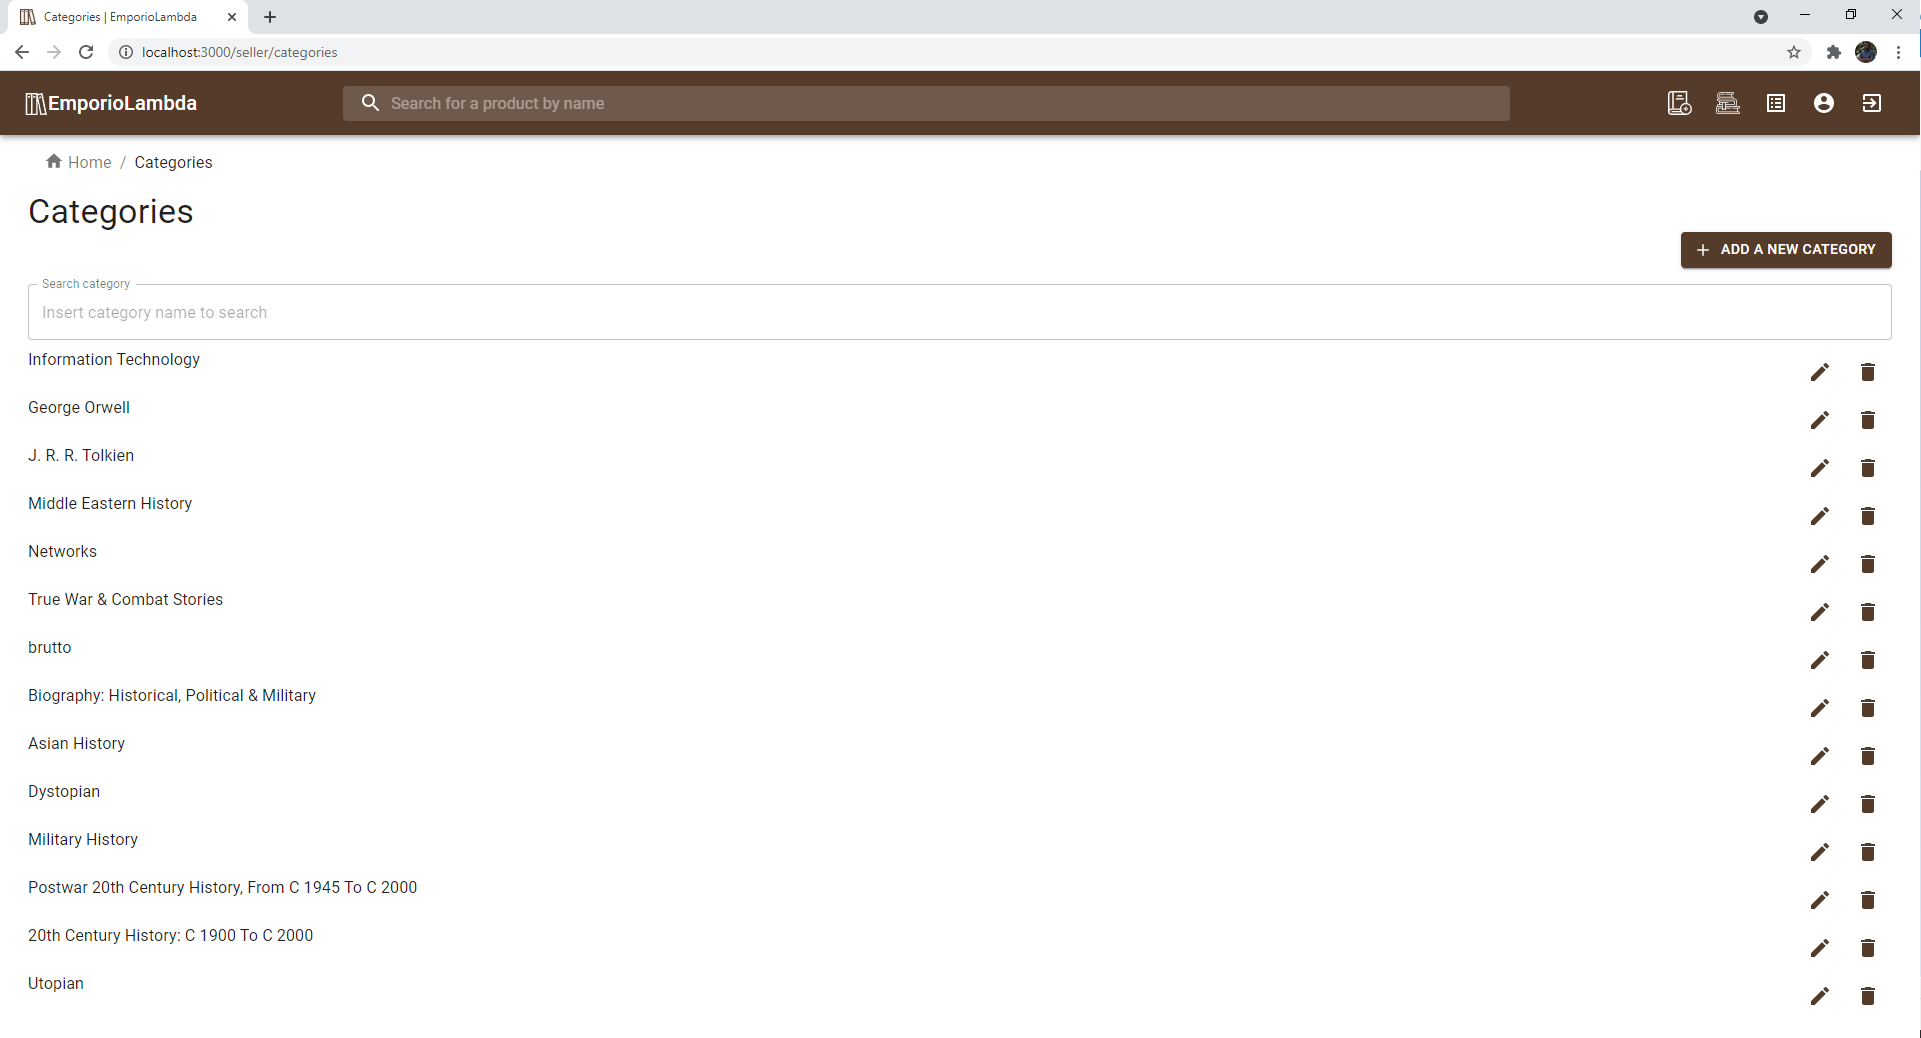 Categories | EmporioLambda
localhost:3000/seller/categories
EmporioLambda
Search for a product by name
Home / Categories
Categories
ADD A NEW CATEGORY
Search category
Insert category name to search
Information Technology
George Orwell
J. R. R. Tolkien
Middle Eastern History
Networks
True War & Combat Stories
brutto
Biography: Historical, Political & Military
Asian History
Dystopian
Military History
Postwar 20th Century History, From C 1945 To C 2000
20th Century History: C 1900 To C 2000
Utopian